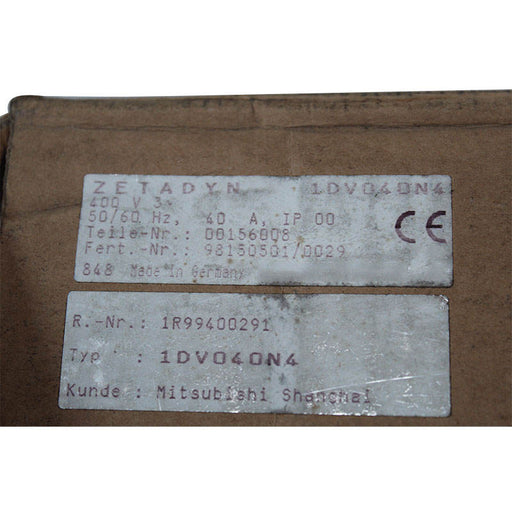 ZETADYN 1DV040N4
400 V 3~
50/60 Hz, 40 A, IP 00
Teile-Nr.: 00156008
Fert.-Nr.: 98150501/0029
848 Made in Germany
CE
R.-Nr.: 1R99400291
Typ : 1DV040N4
Kunde : Mitsubishi Shanghai